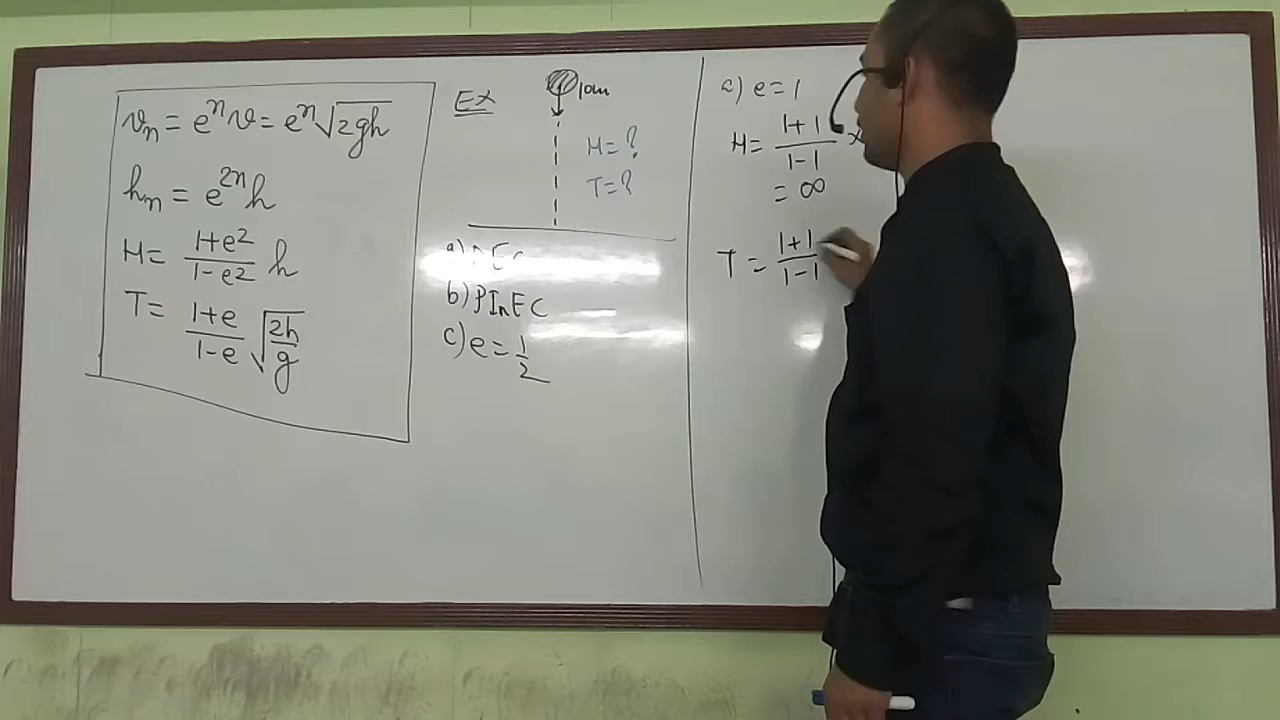 vₙ = eⁿv = eⁿ√2gh
hₙ = e²ⁿh
H = (1+e²)/(1-e²) h
T = (1+e)/(1-e) √(2h/g)
Ex
10m
H = ?
T = ?
a) PEC
b) PInEC
c) e = 1/2
a) e = 1
H = (1+1)/(1-1) ×
= ∞
T = (1+1)/(1-1)